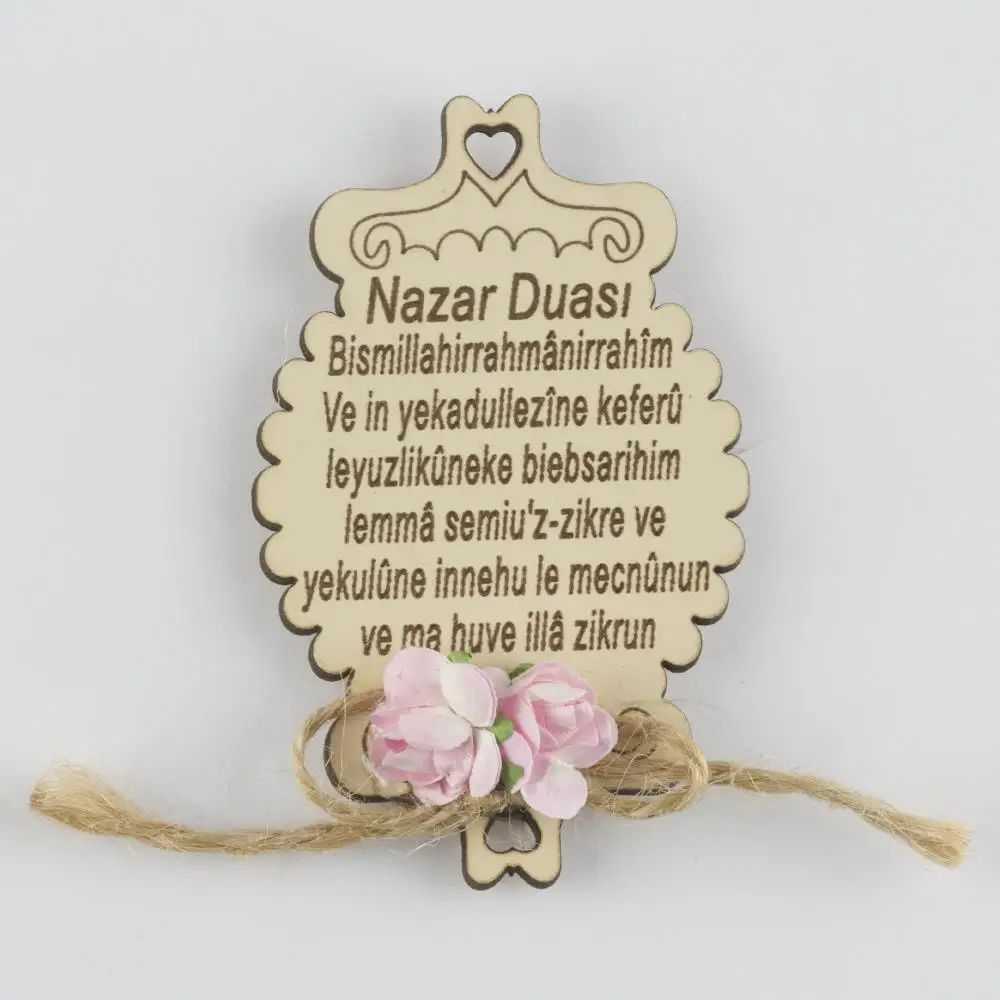 Nazar Duası
Bismillahirrahmânirrahîm
Ve in yekadullezîne keferû
leyuzlikûneke biebsarihim
lemmâ semiu'z-zikre ve
yekulûne innehu le mecnûnun
ve ma huve illâ zikrun